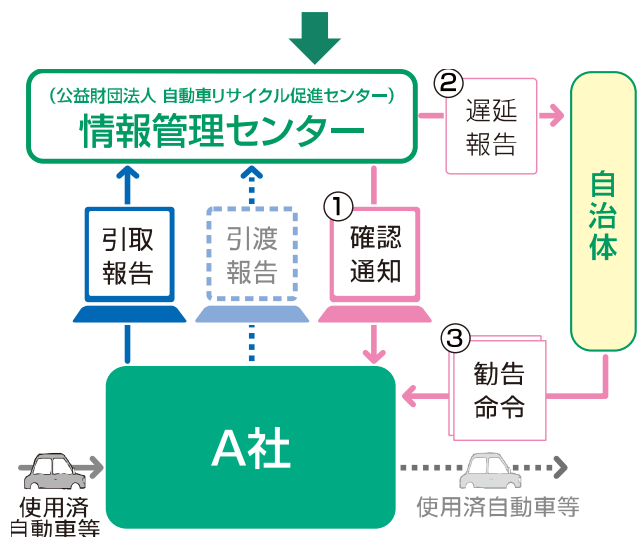 （公益財団法人 自動車リサイクル促進センター）
情報管理センター
②
遅延
報告
自治体
引取
報告
引渡
報告
①
確認
通知
③
勧告
命令
A社
使用済
自動車等
使用済自動車等